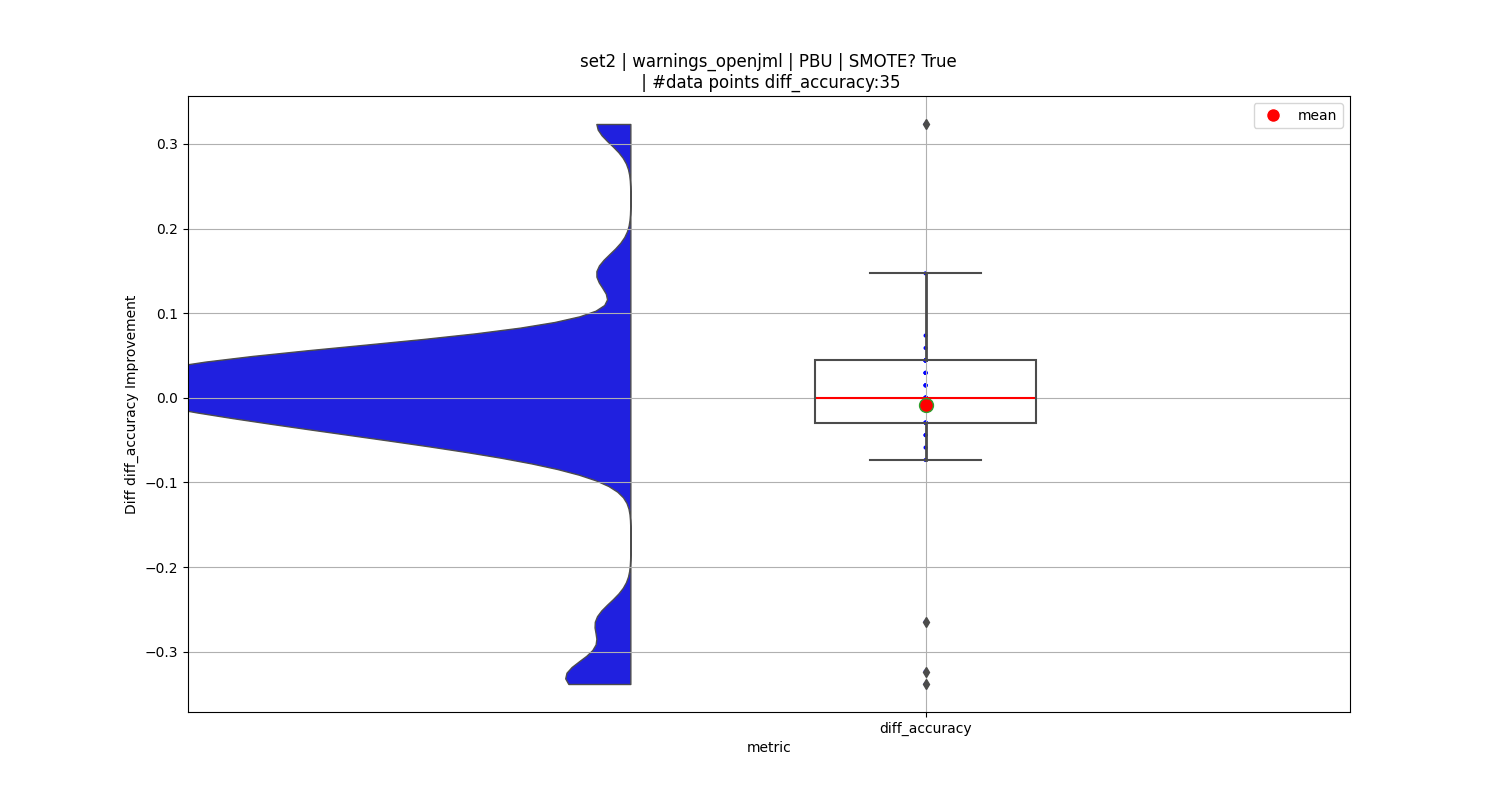 set2 | warnings_openjml | PBU | SMOTE? True
| #data points diff_accuracy:35
mean
0.3
0.2
0.1
0.0
−0.1
−0.2
−0.3
Diff diff_accuracy Improvement
diff_accuracy
metric